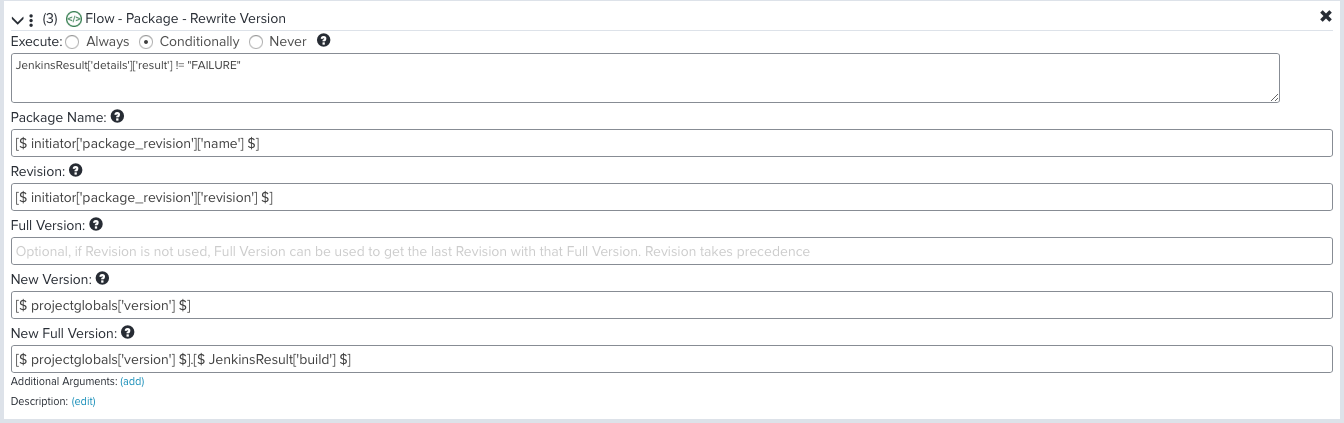 (3) Flow - Package - Rewrite Version
Execute: Always Conditionally Never
JenkinsResult['details']['result'] != "FAILURE"
Package Name:
[$ initiator['package_revision']['name'] $]
Revision:
[$ initiator['package_revision']['revision'] $]
Full Version:
Optional, if Revision is not used, Full Version can be used to get the last Revision with that Full Version. Revision takes precedence
New Version:
[$ projectglobals['version'] $]
New Full Version:
[$ projectglobals['version'] $].[$ JenkinsResult['build'] $]
Additional Arguments: (add)
Description: (edit)